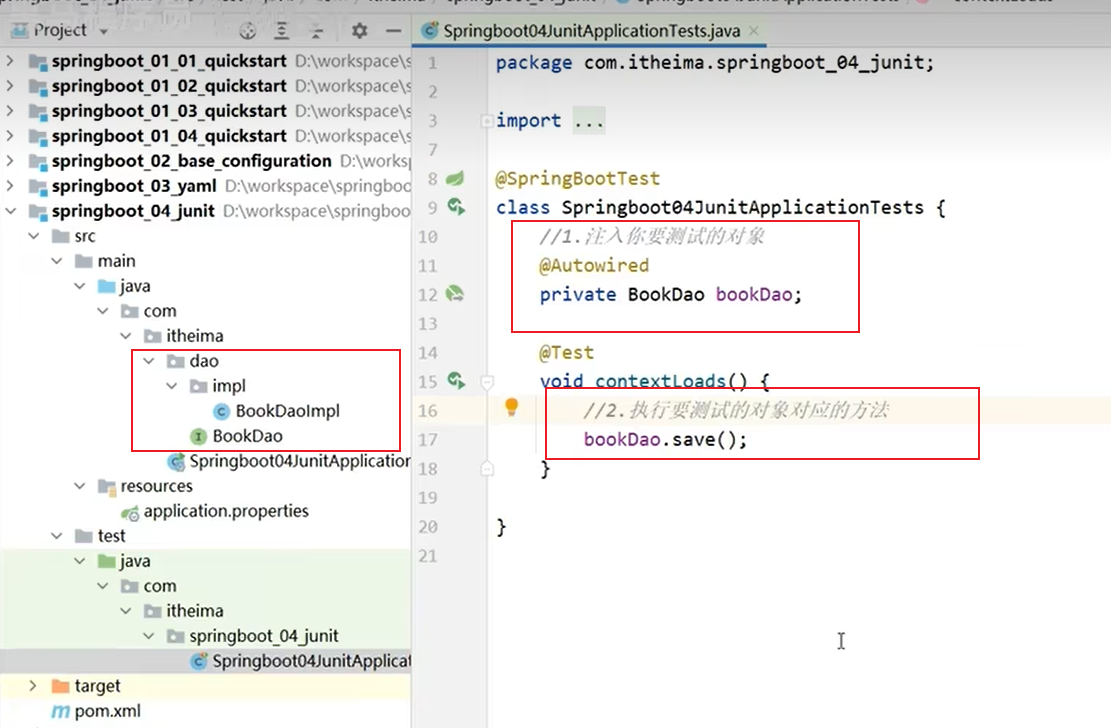 Project
springboot_01_01_quickstart D:\workspace\s
springboot_01_02_quickstart D:\workspace\s
springboot_01_03_quickstart D:\workspace\s
springboot_01_04_quickstart D:\workspace\s
springboot_02_base_configuration D:\works
springboot_03_yaml D:\workspace\springboo
springboot_04_junit D:\workspace\springboo
src
main
java
com
itheima
dao
impl
BookDaoImpl
BookDao
Springboot04JunitApplication
resources
application.properties
test
java
com
itheima
springboot_04_junit
Springboot04JunitApplicat
target
pom.xml
Springboot04JunitApplicationTests.java
1 package com.itheima.springboot_04_junit;
2
3 import ...
7
8 @SpringBootTest
9 class Springboot04JunitApplicationTests {
10 //1.注入你要测试的对象
11 @Autowired
12 private BookDao bookDao;
13
14 @Test
15 void contextLoads() {
16 //2.执行要测试的对象对应的方法
17 bookDao.save();
18 }
19
20 }
21